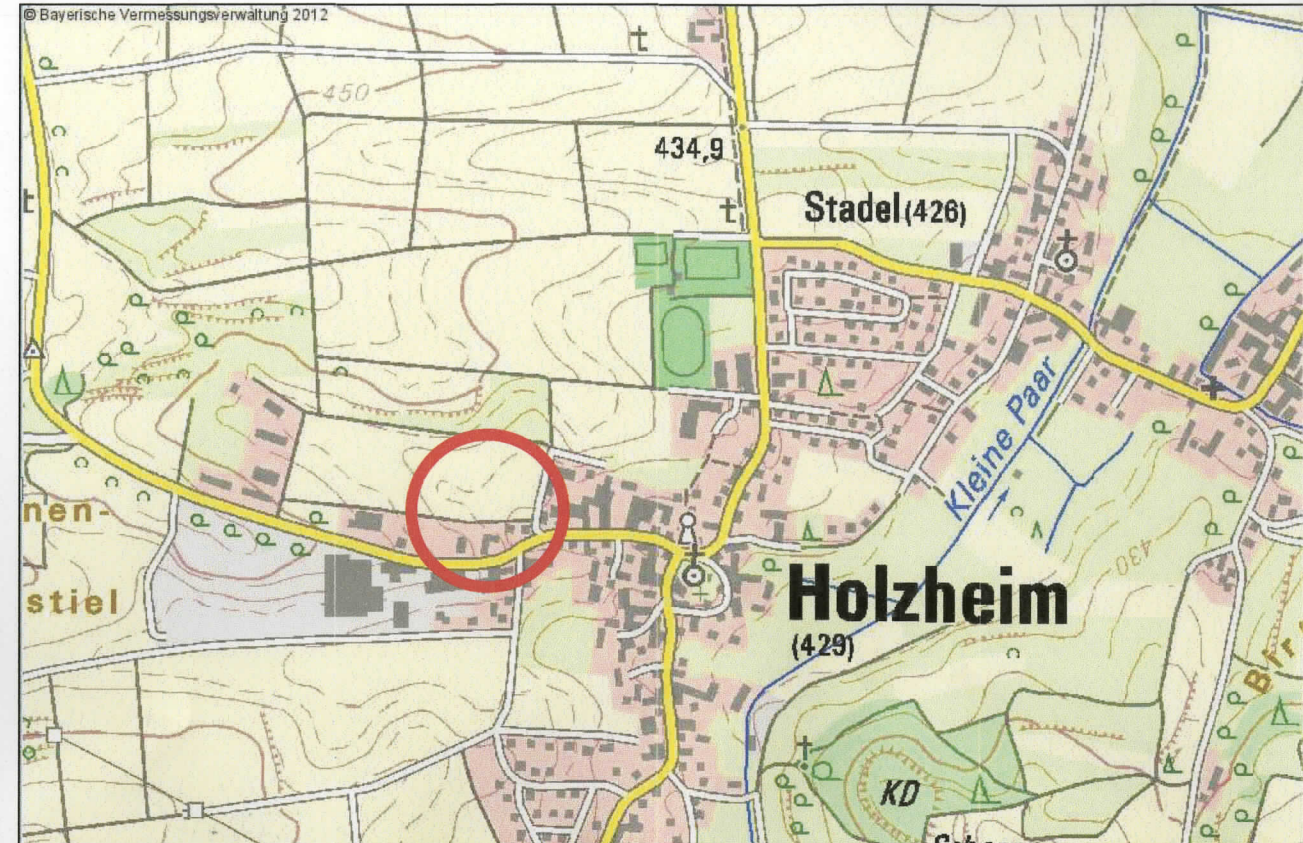 © Bayerische Vermessungsverwaltung 2012
450
434,9
Stadel (426)
Kleine Paar
nen-
stiel
Holzheim
(429)
430
KD